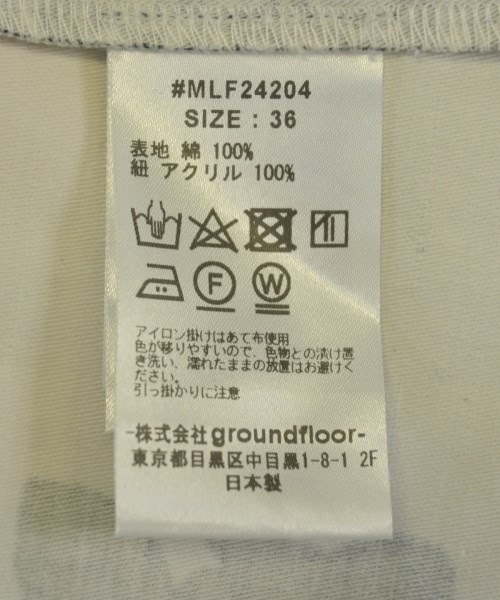 #MLF24204
SIZE : 36
表地 綿 100%
紐 アクリル 100%
F
W
アイロン掛けはあて布使用
色が移りやすいので、色物との漬け置
き洗い、濡れたままの放置はお避けく
ださい。
引っ掛かりに注意
-株式会社groundfloor-
東京都目黒区中目黒1-8-1 2F
日本製